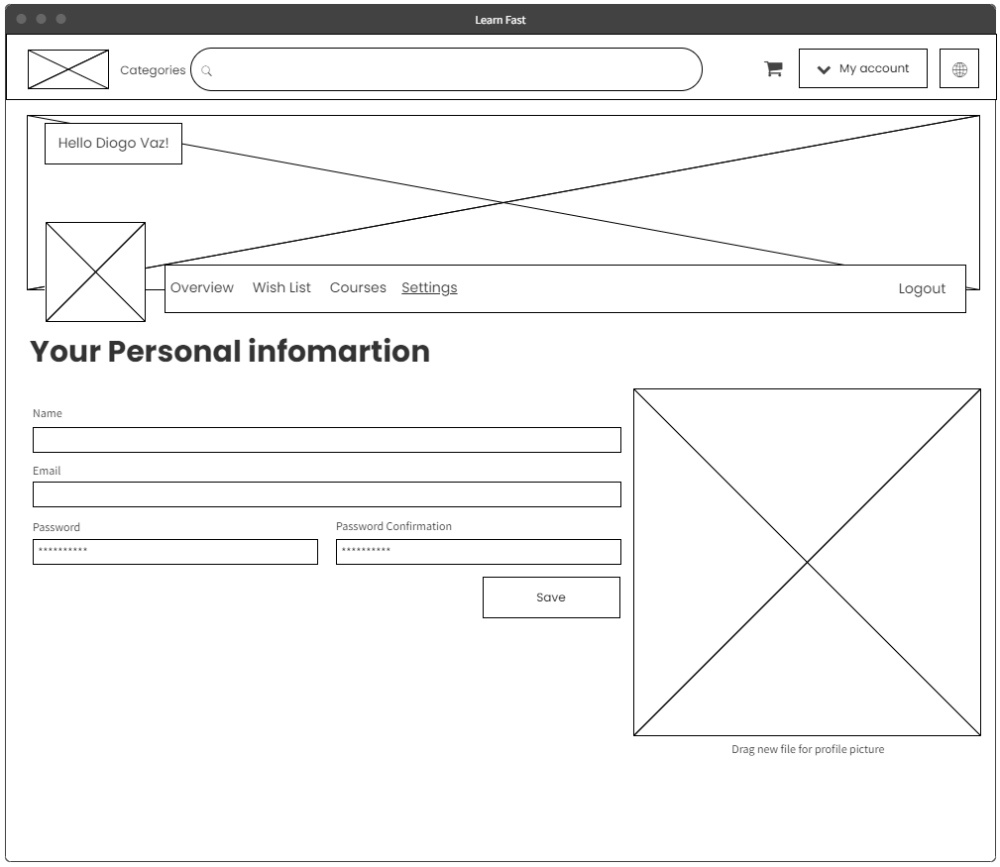 Learn Fast
Categories
My account
Hello Diogo Vaz!
Overview Wish List Courses Settings Logout
Your Personal infomartion
Name
Email
Password Password Confirmation
********** **********
Save
Drag new file for profile picture